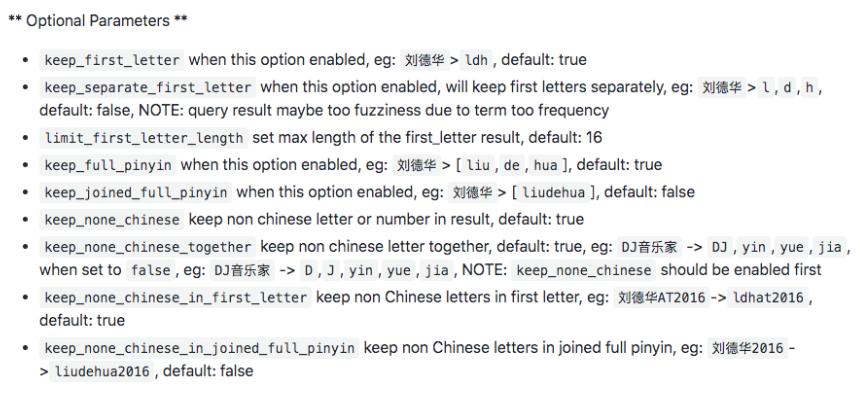 ** Optional Parameters **
• keep_first_letter when this option enabled, eg: 刘德华 > ldh , default: true
• keep_separate_first_letter when this option enabled, will keep first letters separately, eg: 刘德华 > l , d , h ,
default: false, NOTE: query result maybe too fuzziness due to term too frequency
• limit_first_letter_length set max length of the first_letter result, default: 16
• keep_full_pinyin when this option enabled, eg: 刘德华 > [ liu , de , hua ], default: true
• keep_joined_full_pinyin when this option enabled, eg: 刘德华 > [ liudehua ], default: false
• keep_none_chinese keep non chinese letter or number in result, default: true
• keep_none_chinese_together keep non chinese letter together, default: true, eg: DJ音乐家 -> DJ , yin , yue , jia ,
when set to false , eg: DJ音乐家 -> D , J , yin , yue , jia , NOTE: keep_none_chinese should be enabled first
• keep_none_chinese_in_first_letter keep non Chinese letters in first letter, eg: 刘德华AT2016 -> ldhat2016 ,
default: true
• keep_none_chinese_in_joined_full_pinyin keep non Chinese letters in joined full pinyin, eg: 刘德华2016 -
> liudehua2016 , default: false